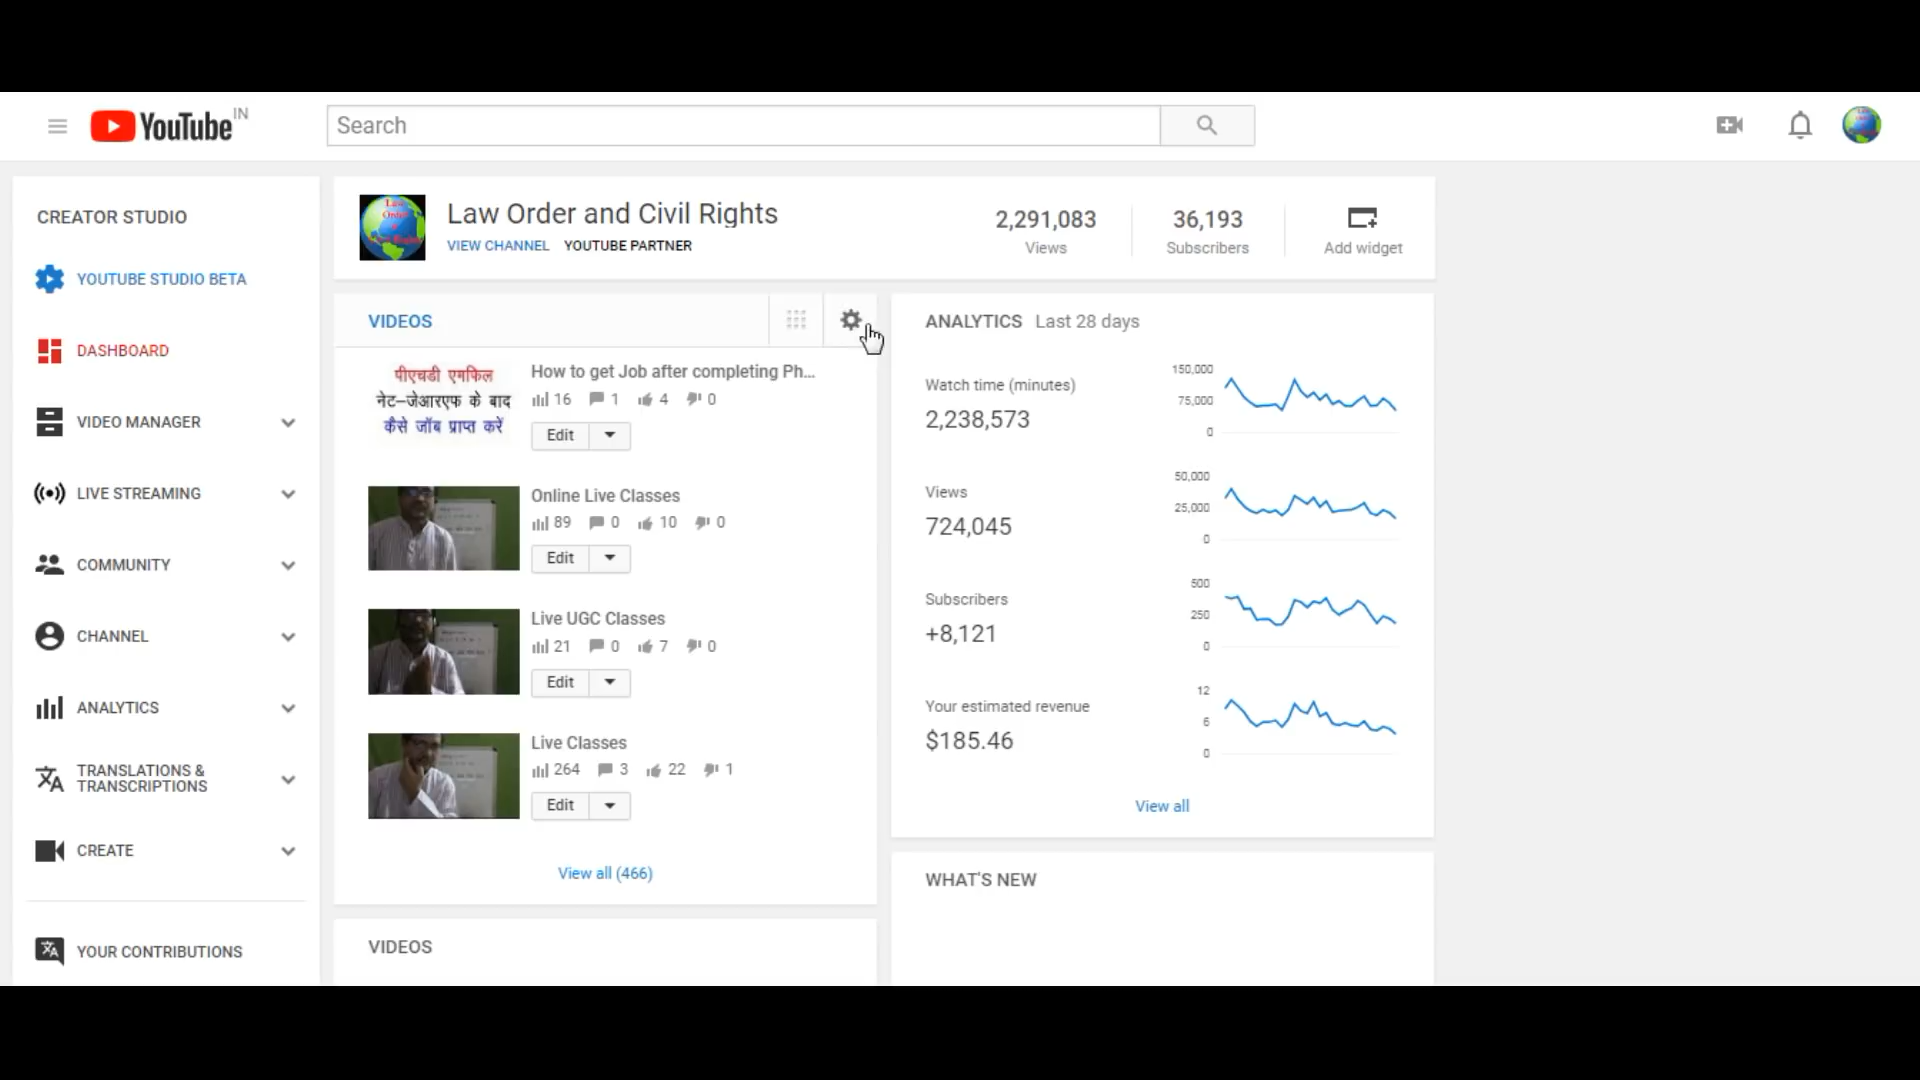 YouTube IN
Search
CREATOR STUDIO
YOUTUBE STUDIO BETA
DASHBOARD
VIDEO MANAGER
LIVE STREAMING
COMMUNITY
CHANNEL
ANALYTICS
TRANSLATIONS &
TRANSCRIPTIONS
CREATE
YOUR CONTRIBUTIONS
Law Order and Civil Rights
VIEW CHANNEL YOUTUBE PARTNER
2,291,083
Views
36,193
Subscribers
Add widget
VIDEOS
पीएचडी एमफिल
नेट-जेआरएफ के बाद
कैसे जॉब प्राप्त करें
How to get Job after completing Ph...
16 1 4 0
Edit
Online Live Classes
89 0 10 0
Edit
Live UGC Classes
21 0 7 0
Edit
Live Classes
264 3 22 1
Edit
View all (466)
VIDEOS
ANALYTICS Last 28 days
Watch time (minutes)
2,238,573
150,000
75,000
0
Views
724,045
50,000
25,000
0
Subscribers
+8,121
500
250
0
Your estimated revenue
$185.46
12
6
0
View all
WHAT'S NEW